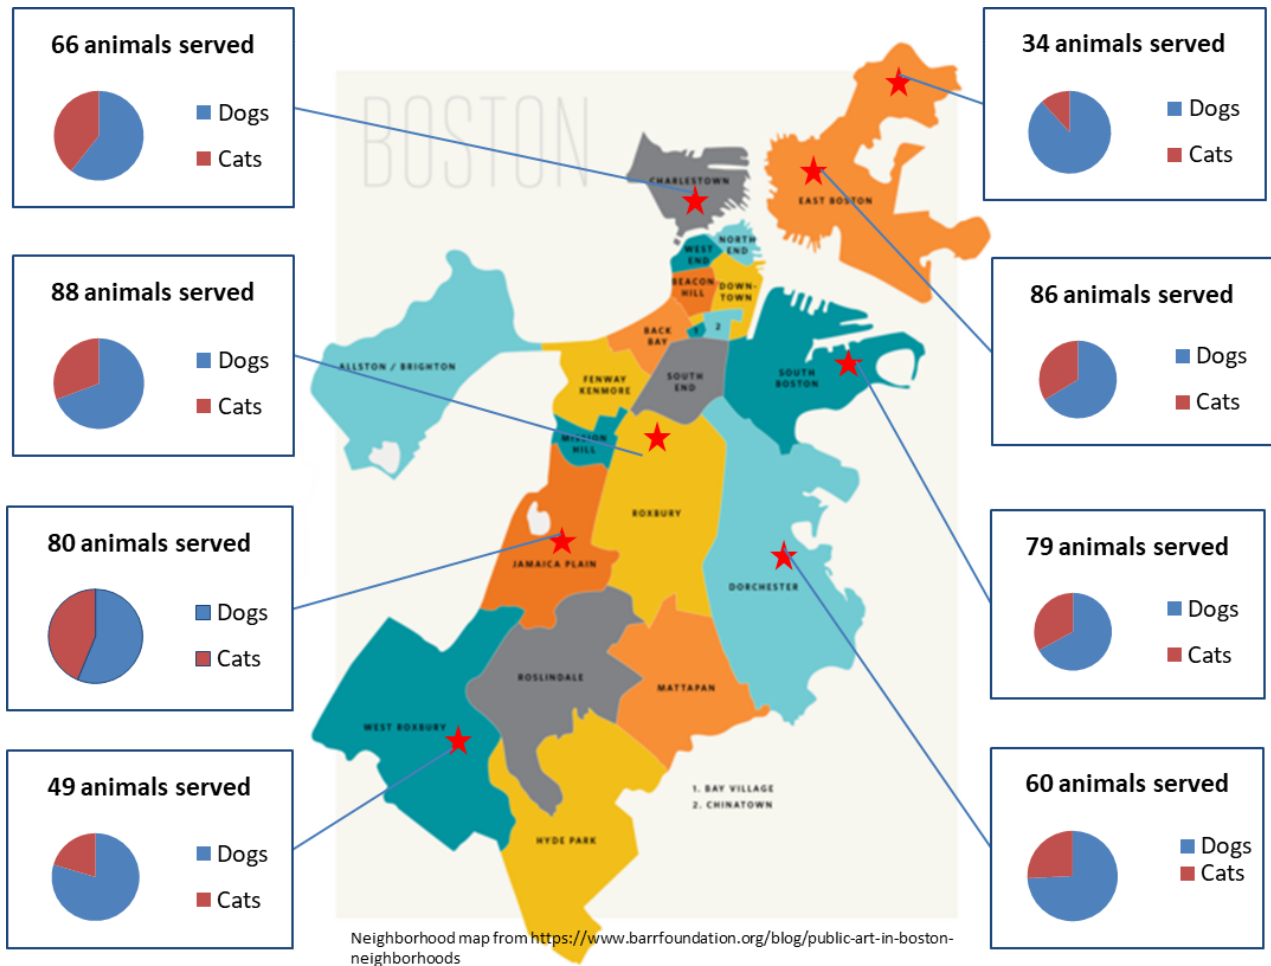 66 animals served
Dogs
Cats
34 animals served
Dogs
Cats
BOSTON
CHARLESTOWN
EAST BOSTON
NORTH
END
WEST
END
BEACON
HILL
DOWN-
TOWN
88 animals served
Dogs
Cats
86 animals served
Dogs
Cats
BACK
BAY
1
2
ALLSTON / BRIGHTON
FENWAY
KENMORE
SOUTH
END
SOUTH
BOSTON
MISSION
HILL
ROXBURY
80 animals served
Dogs
Cats
79 animals served
Dogs
Cats
JAMAICA PLAIN
DORCHESTER
ROSLINDALE
MATTAPAN
WEST ROXBURY
49 animals served
Dogs
Cats
60 animals served
Dogs
Cats
1. BAY VILLAGE
2. CHINATOWN
HYDE PARK
Neighborhood map from https://www.barrfoundation.org/blog/public-art-in-boston-
neighborhoods